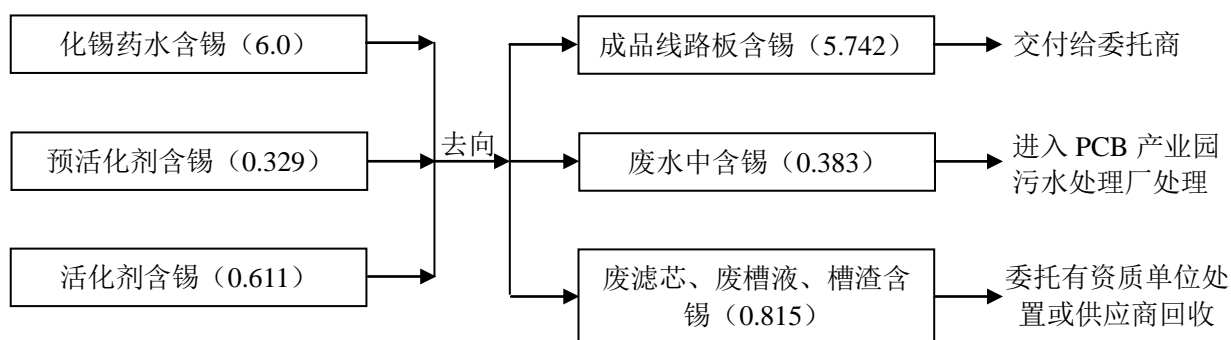 化锡药水含锡（6.0）
预活化剂含锡（0.329）
活化剂含锡（0.611）
去向
成品线路板含锡（5.742）
废水中含锡（0.383）
废滤芯、废槽液、槽渣含
锡（0.815）
交付给委托商
进入 PCB 产业园
污水处理厂处理
委托有资质单位处
置或供应商回收